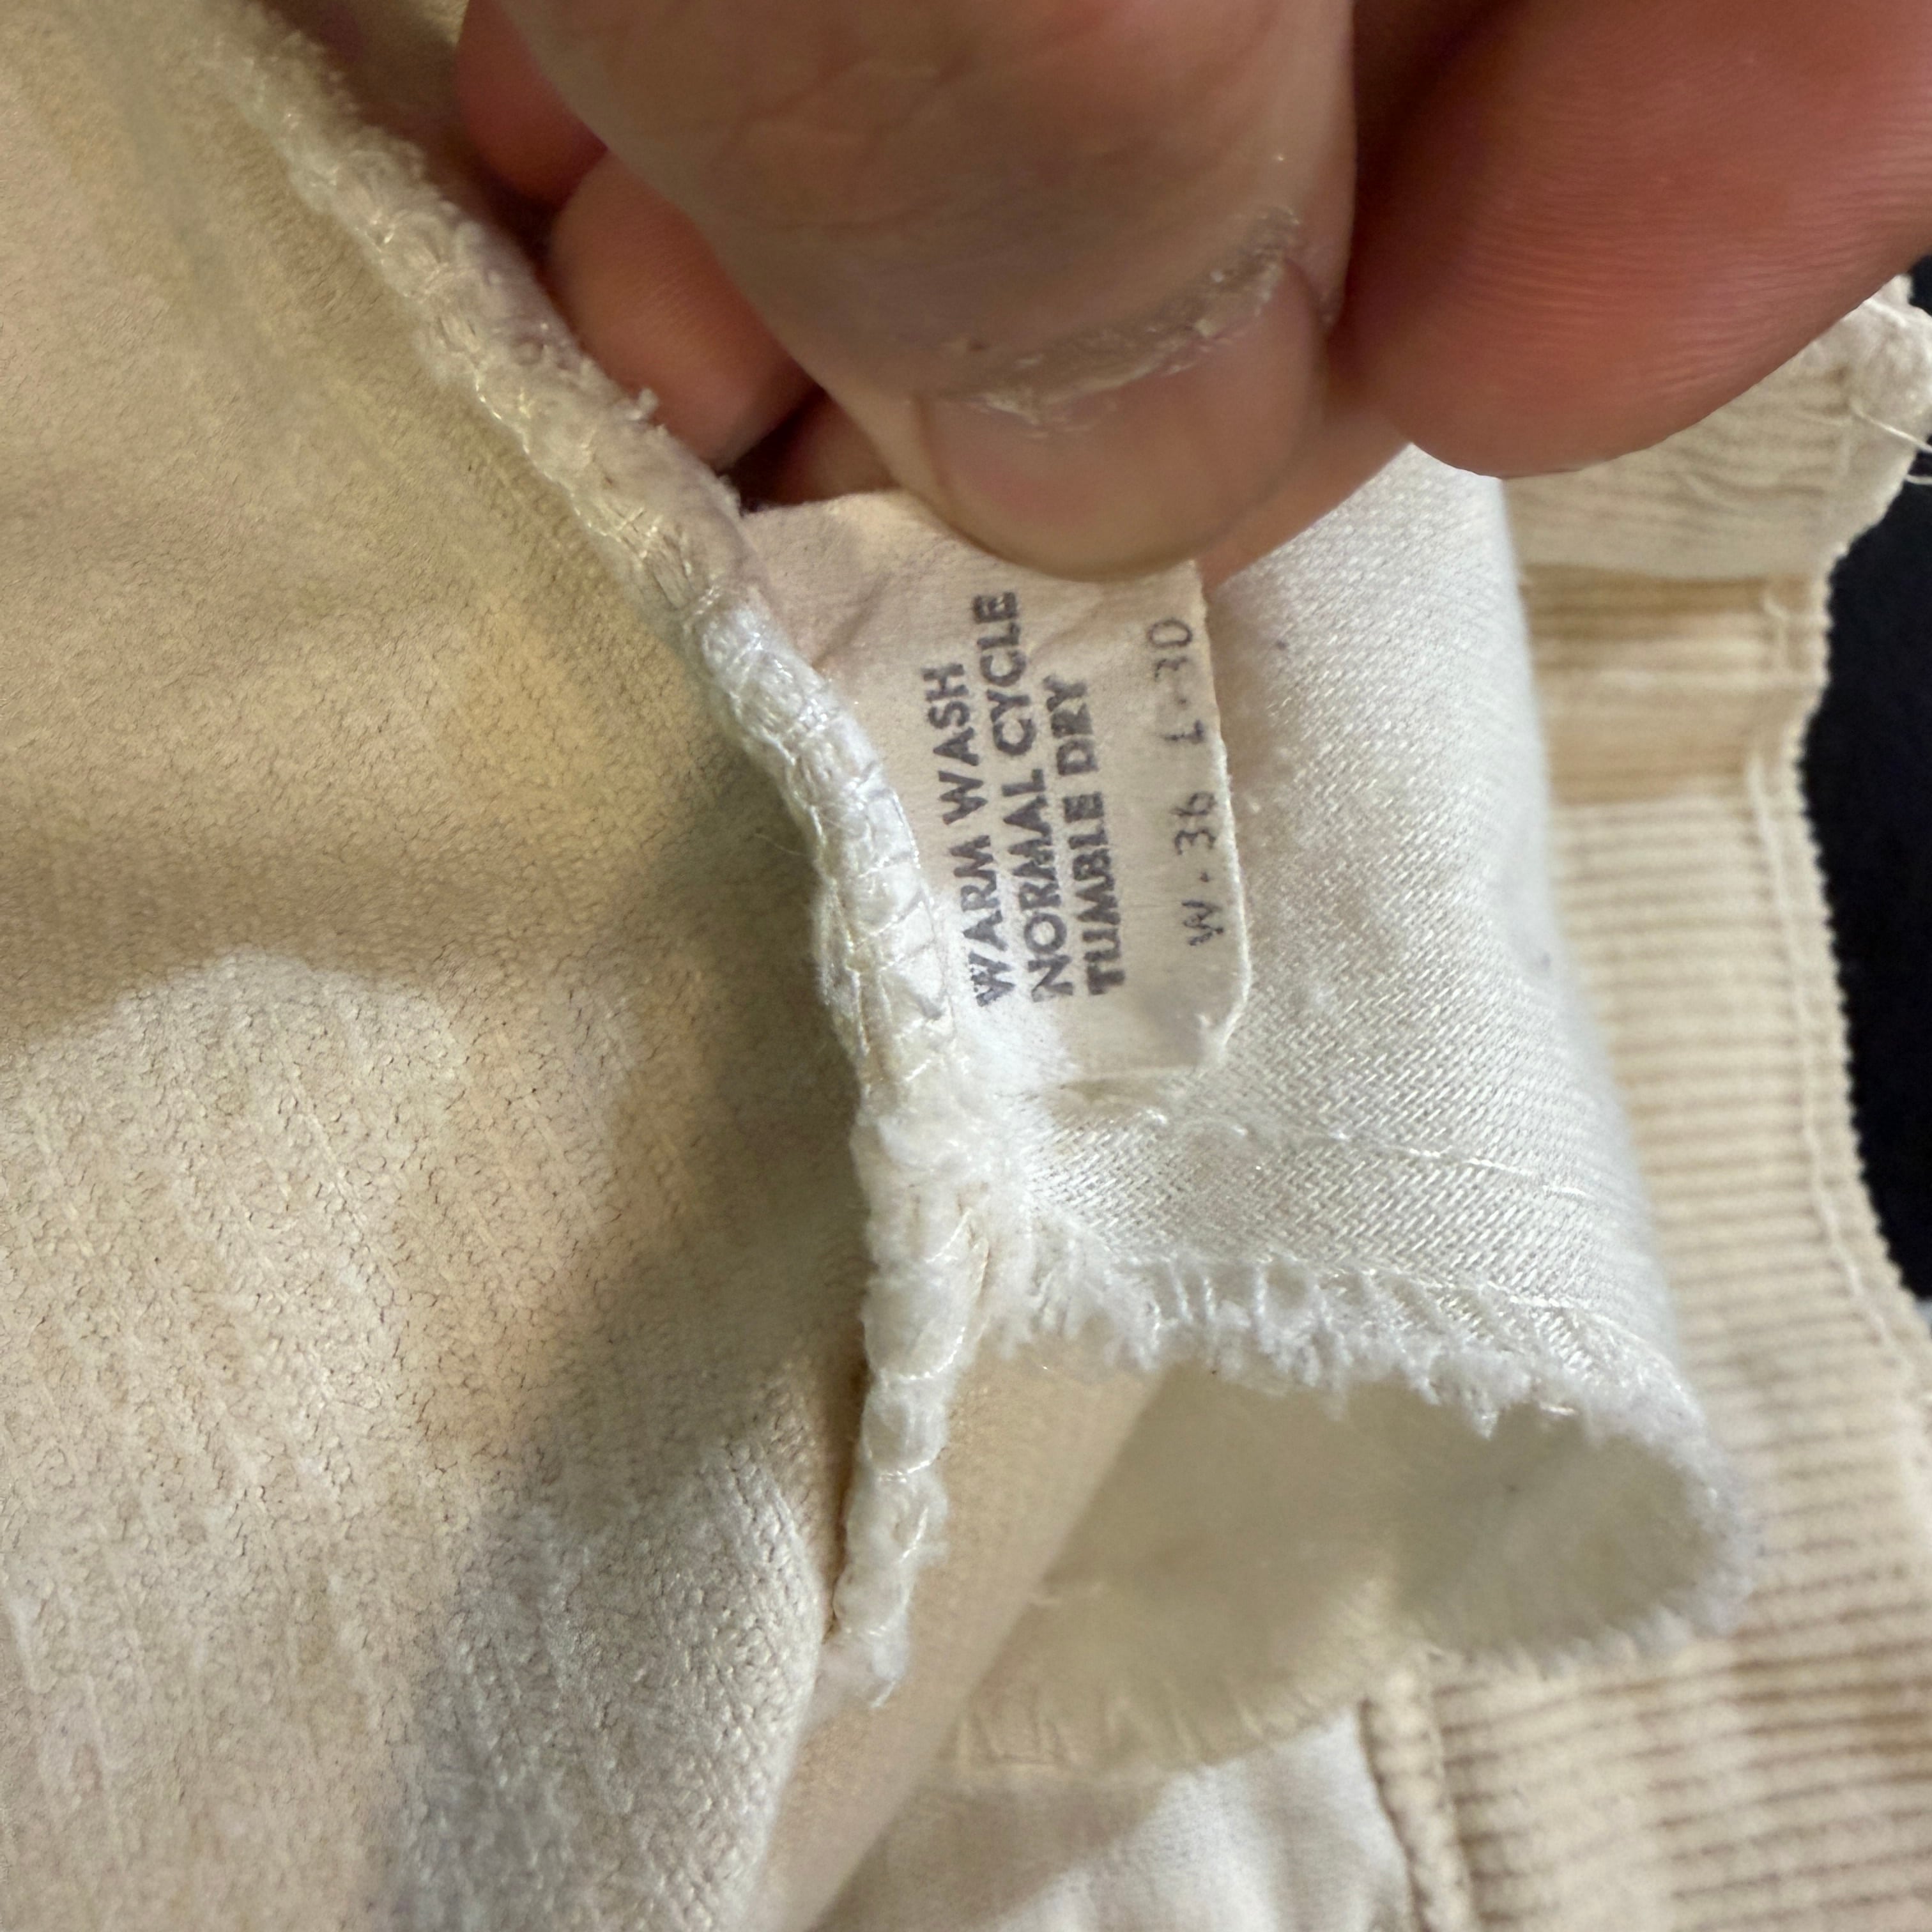 WARM WASH
NORMAL CYCLE
TUMBLE DRY
W - 36 L - 30